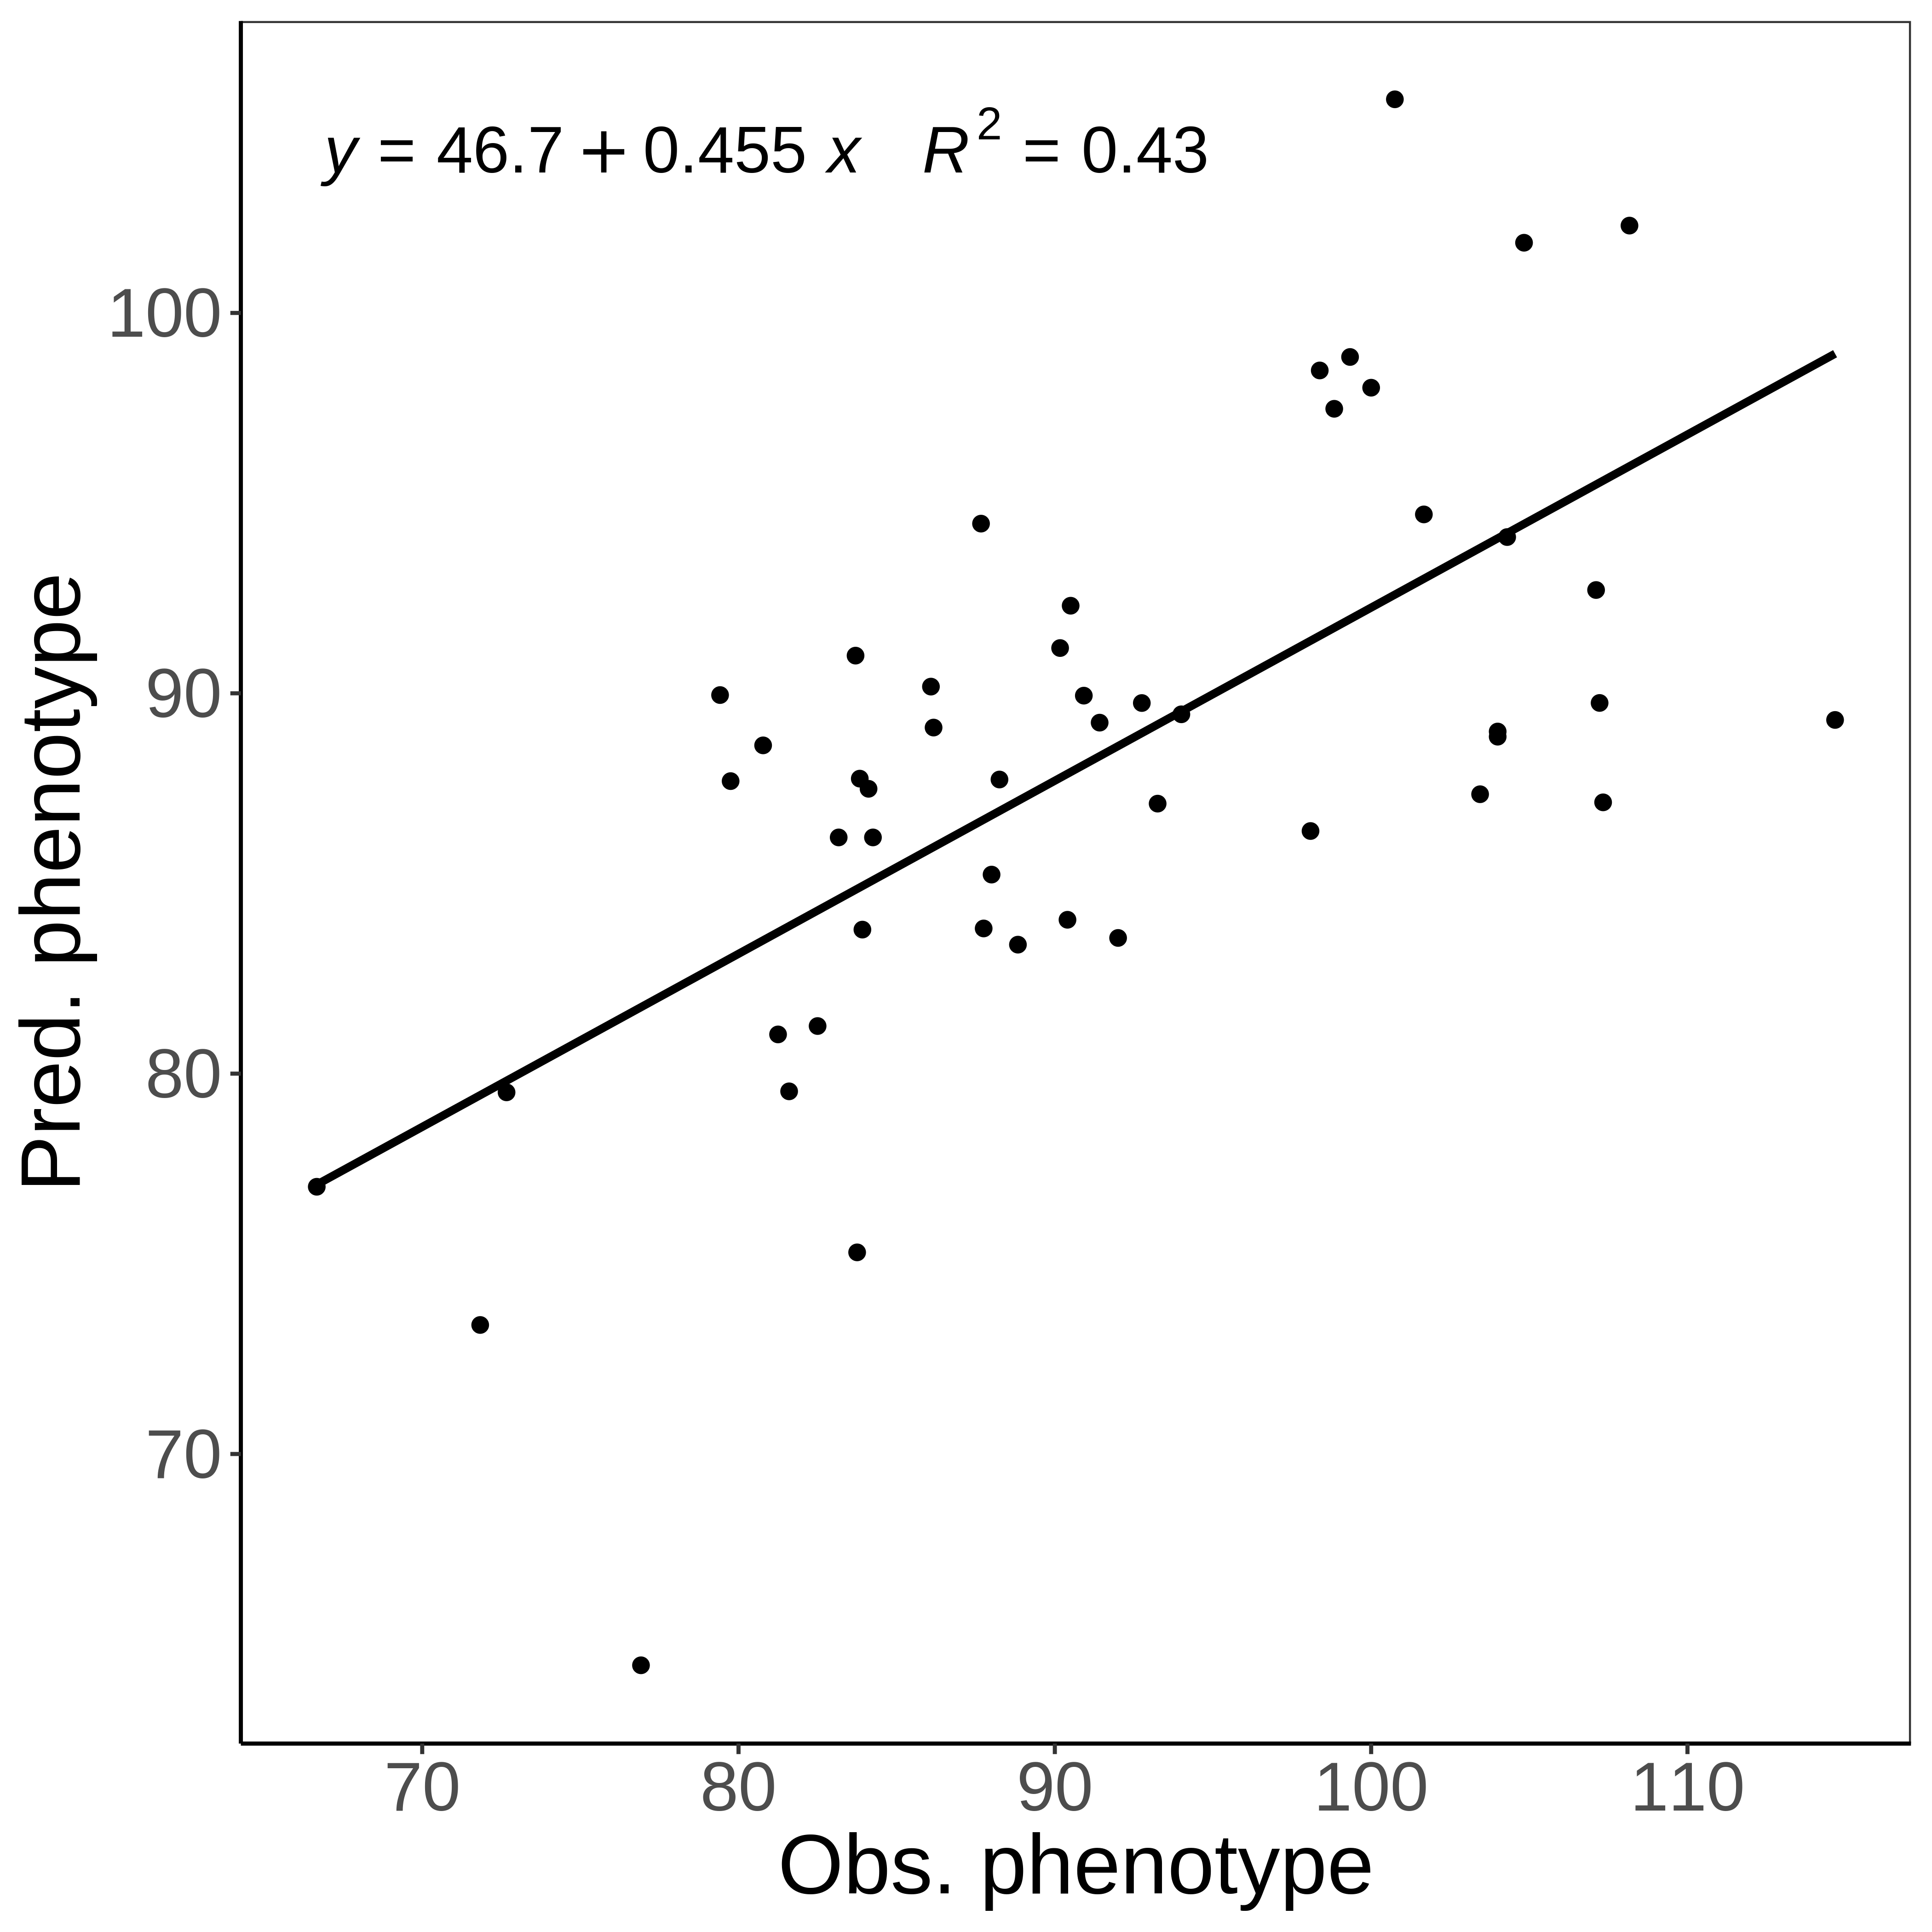 y = 46.7 + 0.455 x R² = 0.43
100
90
80
70
Pred. phenotype
70 80 90 100 110
Obs. phenotype